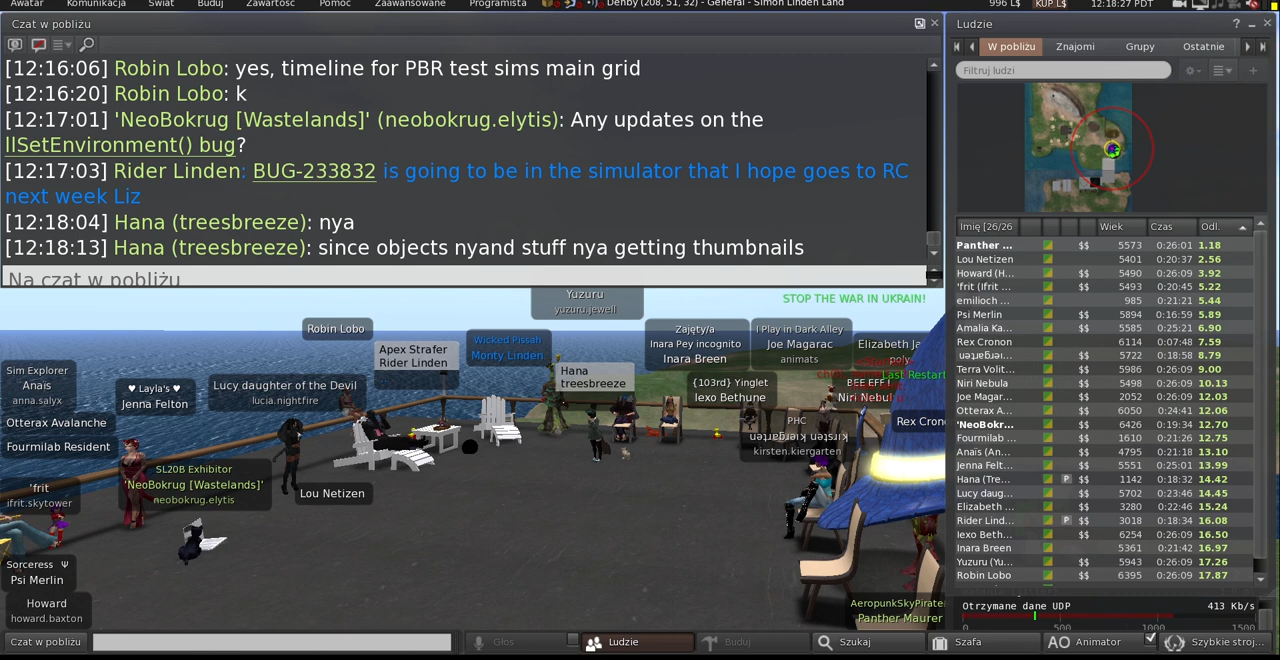 Awatar Komunikacja Świat Buduj Zawartość Pomoc Zaawansowane Programista Denby (208, 51, 32) - General - Simon Linden Land 996 L$ KUP L$ 12:18:27 PDT
Czat w pobliżu
[12:16:06] Robin Lobo: yes, timeline for PBR test sims main grid
[12:16:20] Robin Lobo: k
[12:17:01] 'NeoBokrug [Wastelands]' (neobokrug.elytis): Any updates on the
llSetEnvironment() bug?
[12:17:03] Rider Linden: BUG-233832 is going to be in the simulator that I hope goes to RC
next week Liz
[12:18:04] Hana (treesbreeze): nya
[12:18:13] Hana (treesbreeze): since objects nyand stuff nya getting thumbnails
Na czat w pobliżu
Yuzuru
yuzuru.jewell
STOP THE WAR IN UKRAIN!
Robin Lobo
Apex Strafer
Rider Linden
Wicked Pissah
Monty Linden
Hana
treesbreeze
Zajęty/a
Inara Pey incognito
Inara Breen
I Play in Dark Alley
Joe Magarac
animats
Elizabeth Ja
poly
Last Restart
{103rd} Yinglet
Iexo Bethune
BEE EFF!
Niri Nebul
Rex Cron
PHC
kirsten.kiergarten
Sim Explorer
Anaïs
anna.salyx
♥ Layla's ♥
Jenna Felton
Lucy daughter of the Devil
lucia.nightfire
Otterax Avalanche
Fourmilab Resident
SL20B Exhibitor
'NeoBokrug [Wastelands]'
neobokrug.elytis
Lou Netizen
'frit
ifrit.skytower
Sorceress Ψ
Psi Merlin
Howard
howard.baxton
AeropunkSkyPirate
Panther Maurer
Ludzie
W pobliżu Znajomi Grupy Ostatnie
Filtruj ludzi
Imię [26/26 Wiek Czas Odl.
Panther ... $$ 5573 0:26:01 1.18
Lou Netizen 5401 0:20:37 2.56
Howard (H... $$ 5490 0:26:09 3.92
'frit (Ifrit ... $$ 5493 0:20:45 5.22
emilioch ... 985 0:21:21 5.44
Psi Merlin 5894 0:16:59 5.89
Amalia Ka... $$ 5585 0:25:21 6.90
Rex Cronon 6114 0:07:48 7.59
$$ 5722 0:18:58 8.79
Terra Volit... $$ 5986 0:26:09 9.00
Niri Nebula $$ 5498 0:26:09 10.13
Joe Magar... $$ 2052 0:26:09 12.03
Otterax A... $$ 6050 0:24:41 12.06
'NeoBokr... $$ 6426 0:19:34 12.70
Fourmilab ... $$ 1610 0:21:26 12.75
Anaïs (An... $$ 4795 0:21:18 13.10
Jenna Felt... $$ 5551 0:25:01 13.99
Hana (Tre... P 1142 0:18:32 14.42
Lucy daug... $$ 5702 0:23:46 14.45
Elizabeth ... $$ 3280 0:22:46 15.24
Rider Lind... P 3018 0:18:34 16.08
Iexo Beth... $$ 6254 0:26:09 16.50
Inara Breen 5361 0:21:42 16.97
Yuzuru (Yu... $$ 5943 0:26:09 17.26
Robin Lobo $$ 6395 0:26:09 17.87
Otrzymane dane UDP 413 Kb/s
0 500 1000 1500
Czat w pobliżu Głos Ludzie Buduj Szukaj Szafa AO Animator Szybkie stroj...